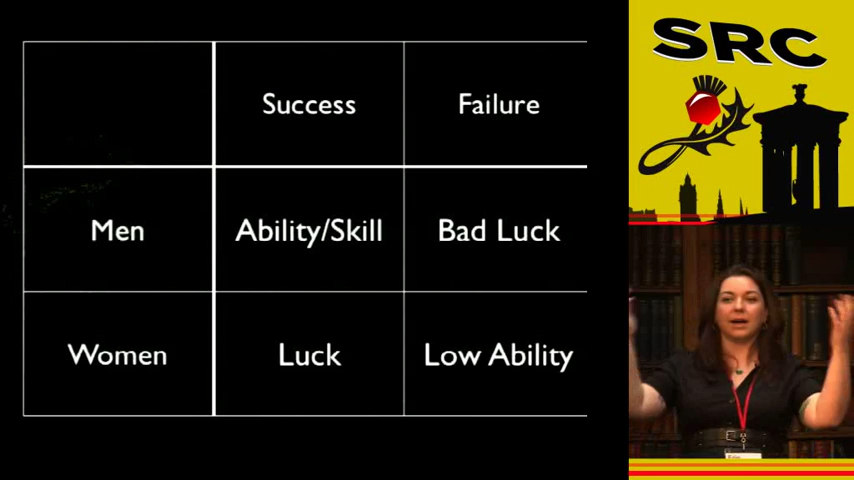 SRC
Success Failure
Men Ability/Skill Bad Luck
Women Luck Low Ability